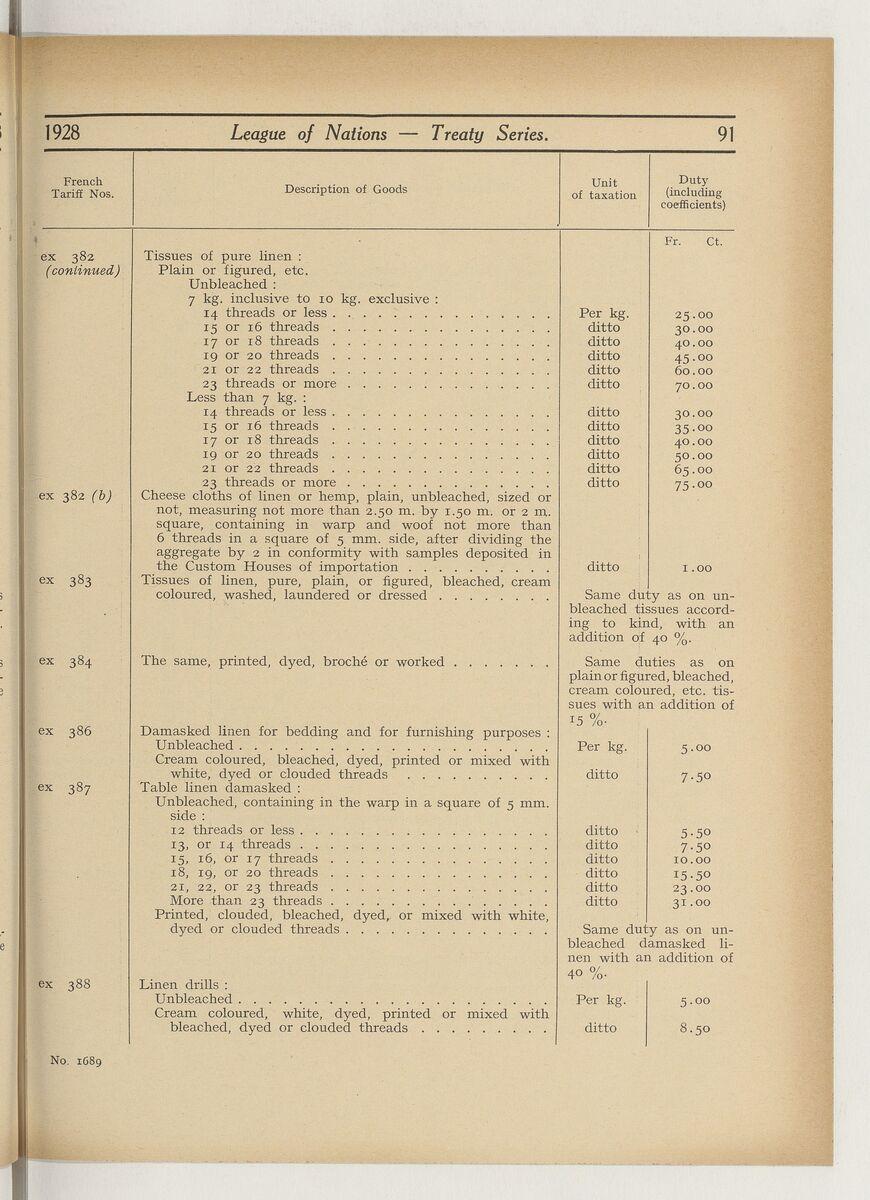 1928 League of Nations — Treaty Series. 91
French Tariff Nos. Description of Goods Unit of taxation Duty (including coefficients)
Fr. Ct.
ex 382 Tissues of pure linen :
(continued) Plain or figured, etc.
Unbleached :
7 kg. inclusive to 10 kg. exclusive :
14 threads or less . . . . . . . . . . . . . . . Per kg. 25.00
15 or 16 threads . . . . . . . . . . . . . . . ditto 30.00
17 or 18 threads . . . . . . . . . . . . . . . ditto 40.00
19 or 20 threads . . . . . . . . . . . . . . . ditto 45.00
21 or 22 threads . . . . . . . . . . . . . . . ditto 60.00
23 threads or more . . . . . . . . . . . . . . ditto 70.00
Less than 7 kg. :
14 threads or less . . . . . . . . . . . . . . . ditto 30.00
15 or 16 threads . . . . . . . . . . . . . . . ditto 35.00
17 or 18 threads . . . . . . . . . . . . . . . ditto 40.00
19 or 20 threads . . . . . . . . . . . . . . . ditto 50.00
21 or 22 threads . . . . . . . . . . . . . . . ditto 65.00
23 threads or more . . . . . . . . . . . . . . ditto 75.00
ex 382 (b) Cheese cloths of linen or hemp, plain, unbleached, sized or
not, measuring not more than 2.50 m. by 1.50 m. or 2 m.
square, containing in warp and woof not more than
6 threads in a square of 5 mm. side, after dividing the
aggregate by 2 in conformity with samples deposited in
the Custom Houses of importation . . . . . . . . . . ditto 1.00
ex 383 Tissues of linen, pure, plain, or figured, bleached, cream
coloured, washed, laundered or dressed . . . . . . . . Same duty as on un-
bleached tissues accord-
ing to kind, with an
addition of 40 %.
ex 384 The same, printed, dyed, broché or worked . . . . . . . Same duties as on
plain or figured, bleached,
cream coloured, etc. tis-
sues with an addition of
15 %.
ex 386 Damasked linen for bedding and for furnishing purposes :
Unbleached . . . . . . . . . . . . . . . . . . . . . Per kg. 5.00
Cream coloured, bleached, dyed, printed or mixed with
white, dyed or clouded threads . . . . . . . . . . ditto 7.50
ex 387 Table linen damasked :
Unbleached, containing in the warp in a square of 5 mm.
side :
12 threads or less . . . . . . . . . . . . . . . . . ditto 5.50
13, or 14 threads . . . . . . . . . . . . . . . . . ditto 7.50
15, 16, or 17 threads . . . . . . . . . . . . . . . ditto 10.00
18, 19, or 20 threads . . . . . . . . . . . . . . . ditto 15.50
21, 22, or 23 threads . . . . . . . . . . . . . . . ditto 23.00
More than 23 threads . . . . . . . . . . . . . . . ditto 31.00
Printed, clouded, bleached, dyed, or mixed with white,
dyed or clouded threads . . . . . . . . . . . . . . Same duty as on un-
bleached damasked li-
nen with an addition of
40 %.
ex 388 Linen drills :
Unbleached . . . . . . . . . . . . . . . . . . . . . Per kg. 5.00
Cream coloured, white, dyed, printed or mixed with
bleached, dyed or clouded threads . . . . . . . . . ditto 8.50
No. 1689